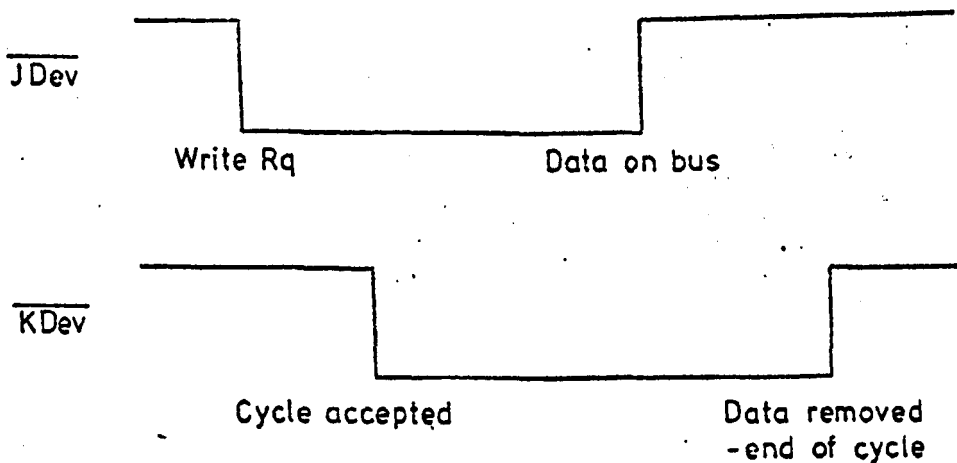 JDev
Write Rq
Data on bus
KDev
Cycle accepted
Data removed
-end of cycle